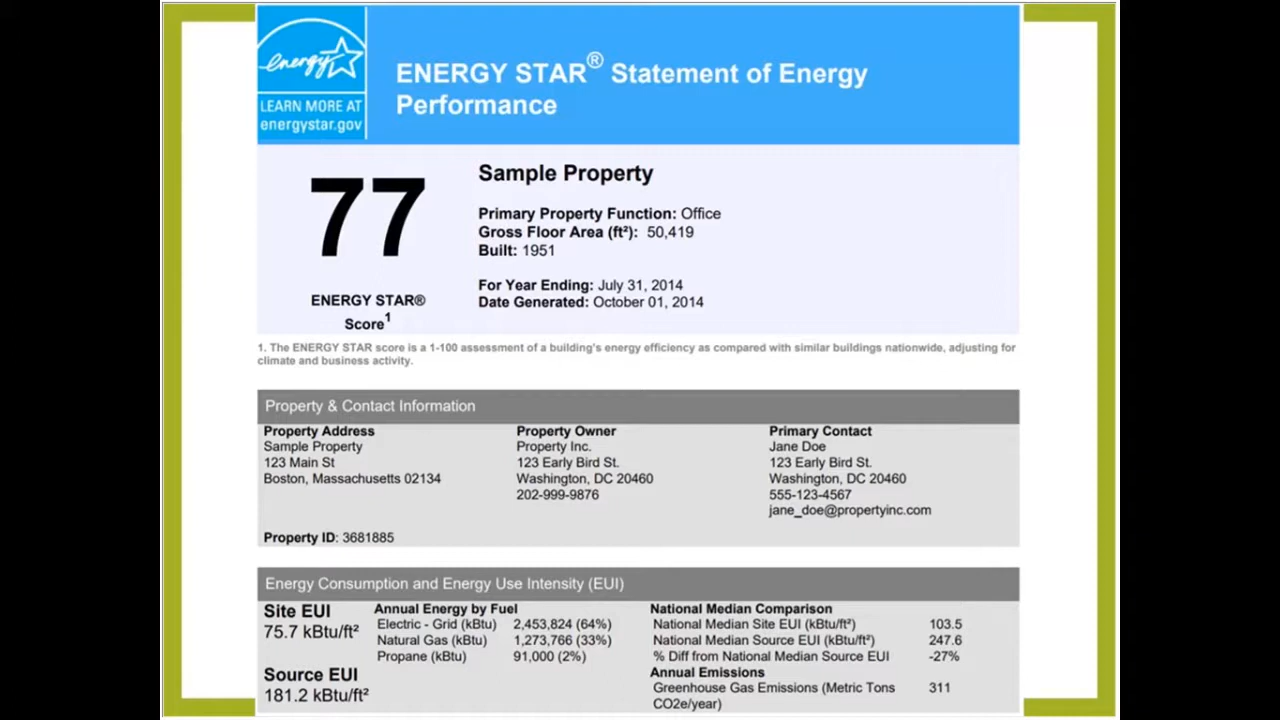 energy
LEARN MORE AT
energystar.gov
ENERGY STAR® Statement of Energy
Performance
77
ENERGY STAR®
Score1
Sample Property
Primary Property Function: Office
Gross Floor Area (ft²): 50,419
Built: 1951
For Year Ending: July 31, 2014
Date Generated: October 01, 2014
1. The ENERGY STAR score is a 1-100 assessment of a building's energy efficiency as compared with similar buildings nationwide, adjusting for
climate and business activity.
Property & Contact Information
Property Address
Sample Property
123 Main St
Boston, Massachusetts 02134
Property ID: 3681885
Property Owner
Property Inc.
123 Early Bird St.
Washington, DC 20460
202-999-9876
Primary Contact
Jane Doe
123 Early Bird St.
Washington, DC 20460
555-123-4567
jane_doe@propertyinc.com
Energy Consumption and Energy Use Intensity (EUI)
Site EUI
75.7 kBtu/ft²
Source EUI
181.2 kBtu/ft²
Annual Energy by Fuel
Electric - Grid (kBtu) 2,453,824 (64%)
Natural Gas (kBtu) 1,273,766 (33%)
Propane (kBtu) 91,000 (2%)
National Median Comparison
National Median Site EUI (kBtu/ft²) 103.5
National Median Source EUI (kBtu/ft²) 247.6
% Diff from National Median Source EUI -27%
Annual Emissions
Greenhouse Gas Emissions (Metric Tons 311
CO2e/year)